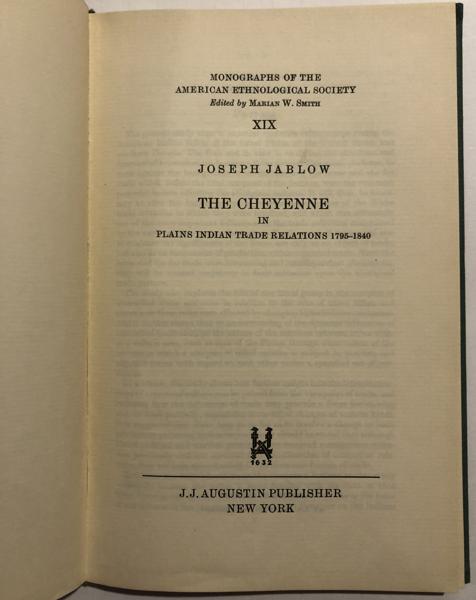 MONOGRAPHS OF THE
AMERICAN ETHNOLOGICAL SOCIETY
Edited by MARIAN W. SMITH
XIX
JOSEPH JABLOW
THE CHEYENNE
IN
PLAINS INDIAN TRADE RELATIONS 1795–1840
1632
J.J. AUGUSTIN PUBLISHER
NEW YORK